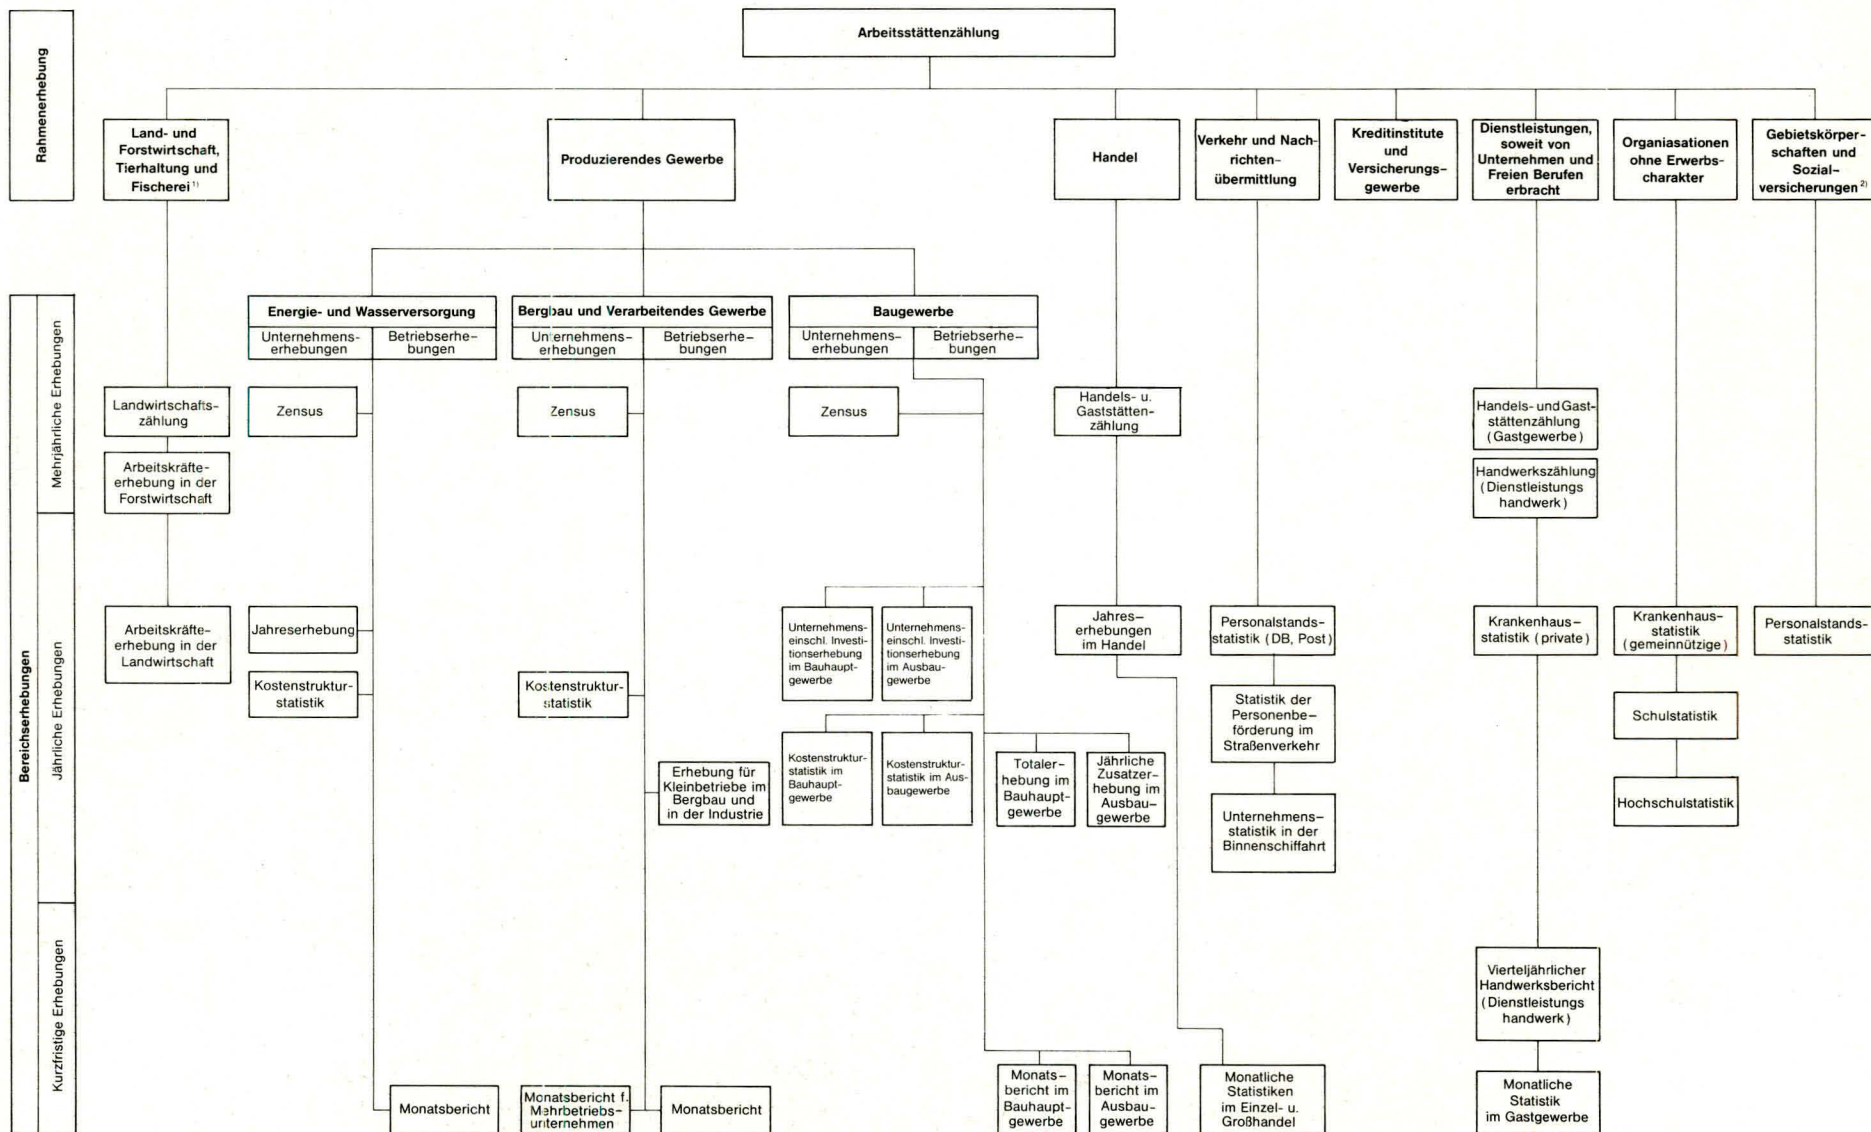 Rahmenerhebung
Arbeitsstättenzählung
Land- und
Forstwirtschaft,
Tierhaltung und
Fischerei 1)
Produzierendes Gewerbe
Handel
Verkehr und Nach-
richten-
übermittlung
Kreditinstitute
und
Versicherungs-
gewerbe
Dienstleistungen,
soweit von
Unternehmen und
Freien Berufen
erbracht
Organiasationen
ohne Erwerbs-
charakter
Gebietskörper-
schaften und
Sozial-
versicherungen 2)
Bereichserhebungen
Mehrjährliche Erhebungen
Energie- und Wasserversorgung
Unternehmens-
erhebungen
Betriebserhe-
bungen
Bergbau und Verarbeitendes Gewerbe
Unternehmens-
erhebungen
Betriebserhe-
bungen
Baugewerbe
Unternehmens-
erhebungen
Betriebserhe-
bungen
Landwirtschafts-
zählung
Zensus
Zensus
Zensus
Handels- u.
Gaststätten-
zählung
Handels- und Gast-
stättenzählung
(Gastgewerbe)
Arbeitskräfte-
erhebung in der
Forstwirtschaft
Handwerkszählung
(Dienstleistungs
handwerk)
Jährliche Erhebungen
Arbeitskräfte-
erhebung in der
Landwirtschaft
Jahreserhebung
Unternehmens-
einschl. Investi-
tionserhebung
im Bauhaupt-
gewerbe
Unternehmens-
einschl. Investi-
tionserhebung
im Ausbau-
gewerbe
Jahres-
erhebungen
im Handel
Personalstands-
statistik (DB, Post)
Krankenhaus-
statistik (private)
Krankenhaus-
statistik
(gemeinnützige)
Personalstands-
statistik
Kostenstruktur-
statistik
Kostenstruktur-
statistik
Statistik der
Personenbe-
förderung im
Straßenverkehr
Schulstatistik
Erhebung für
Kleinbetriebe im
Bergbau und
in der Industrie
Kostenstruktur-
statistik im
Bauhaupt-
gewerbe
Kostenstruktur-
statistik im Aus-
baugewerbe
Totaler-
hebung im
Bauhaupt-
gewerbe
Jährliche
Zusatzer-
hebung im
Ausbau-
gewerbe
Unternehmens-
statistik in der
Binnenschiffahrt
Hochschulstatistik
Kurzfristige Erhebungen
Vierteljährlicher
Handwerksbericht
(Dienstleistungs
handwerk)
Monatsbericht
Monatsbericht f.
Mehrbetriebs-
unternehmen
Monatsbericht
Monats-
bericht im
Bauhaupt-
gewerbe
Monats-
bericht im
Ausbau-
gewerbe
Monatliche
Statistiken
im Einzel- u.
Großhandel
Monatliche
Statistik
im Gastgewerbe